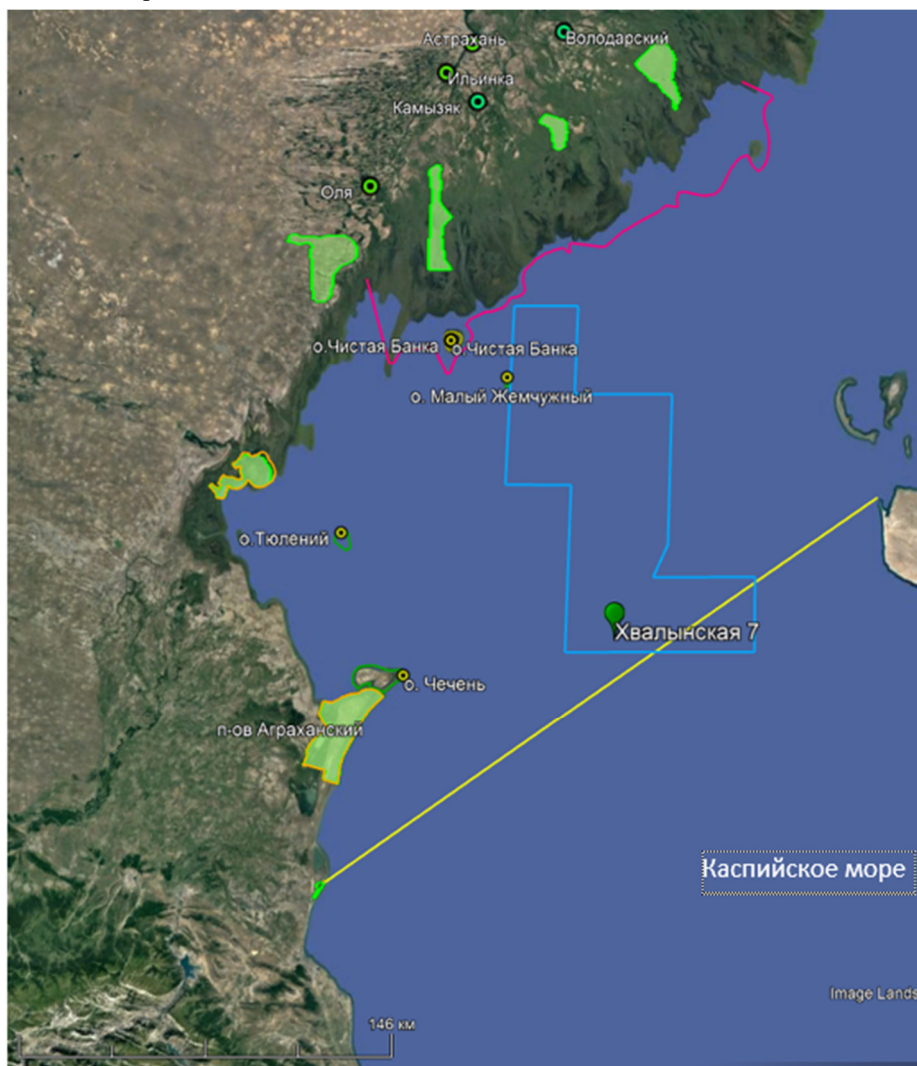 Астрахань
Володарский
Ильинка
Камызяк
Оля
о.Чистая Банка
о.Чистая Банка
о. Малый Жемчужный
о.Тюлений
Хвалынская 7
о. Чечень
п-ов Аграханский
Каспийское море
Image Lands
146 км